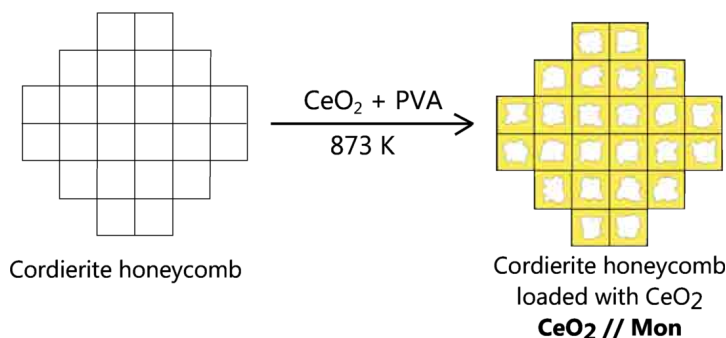 CeO₂ + PVA
873 K
Cordierite honeycomb
Cordierite honeycomb
loaded with CeO₂
CeO₂ // Mon